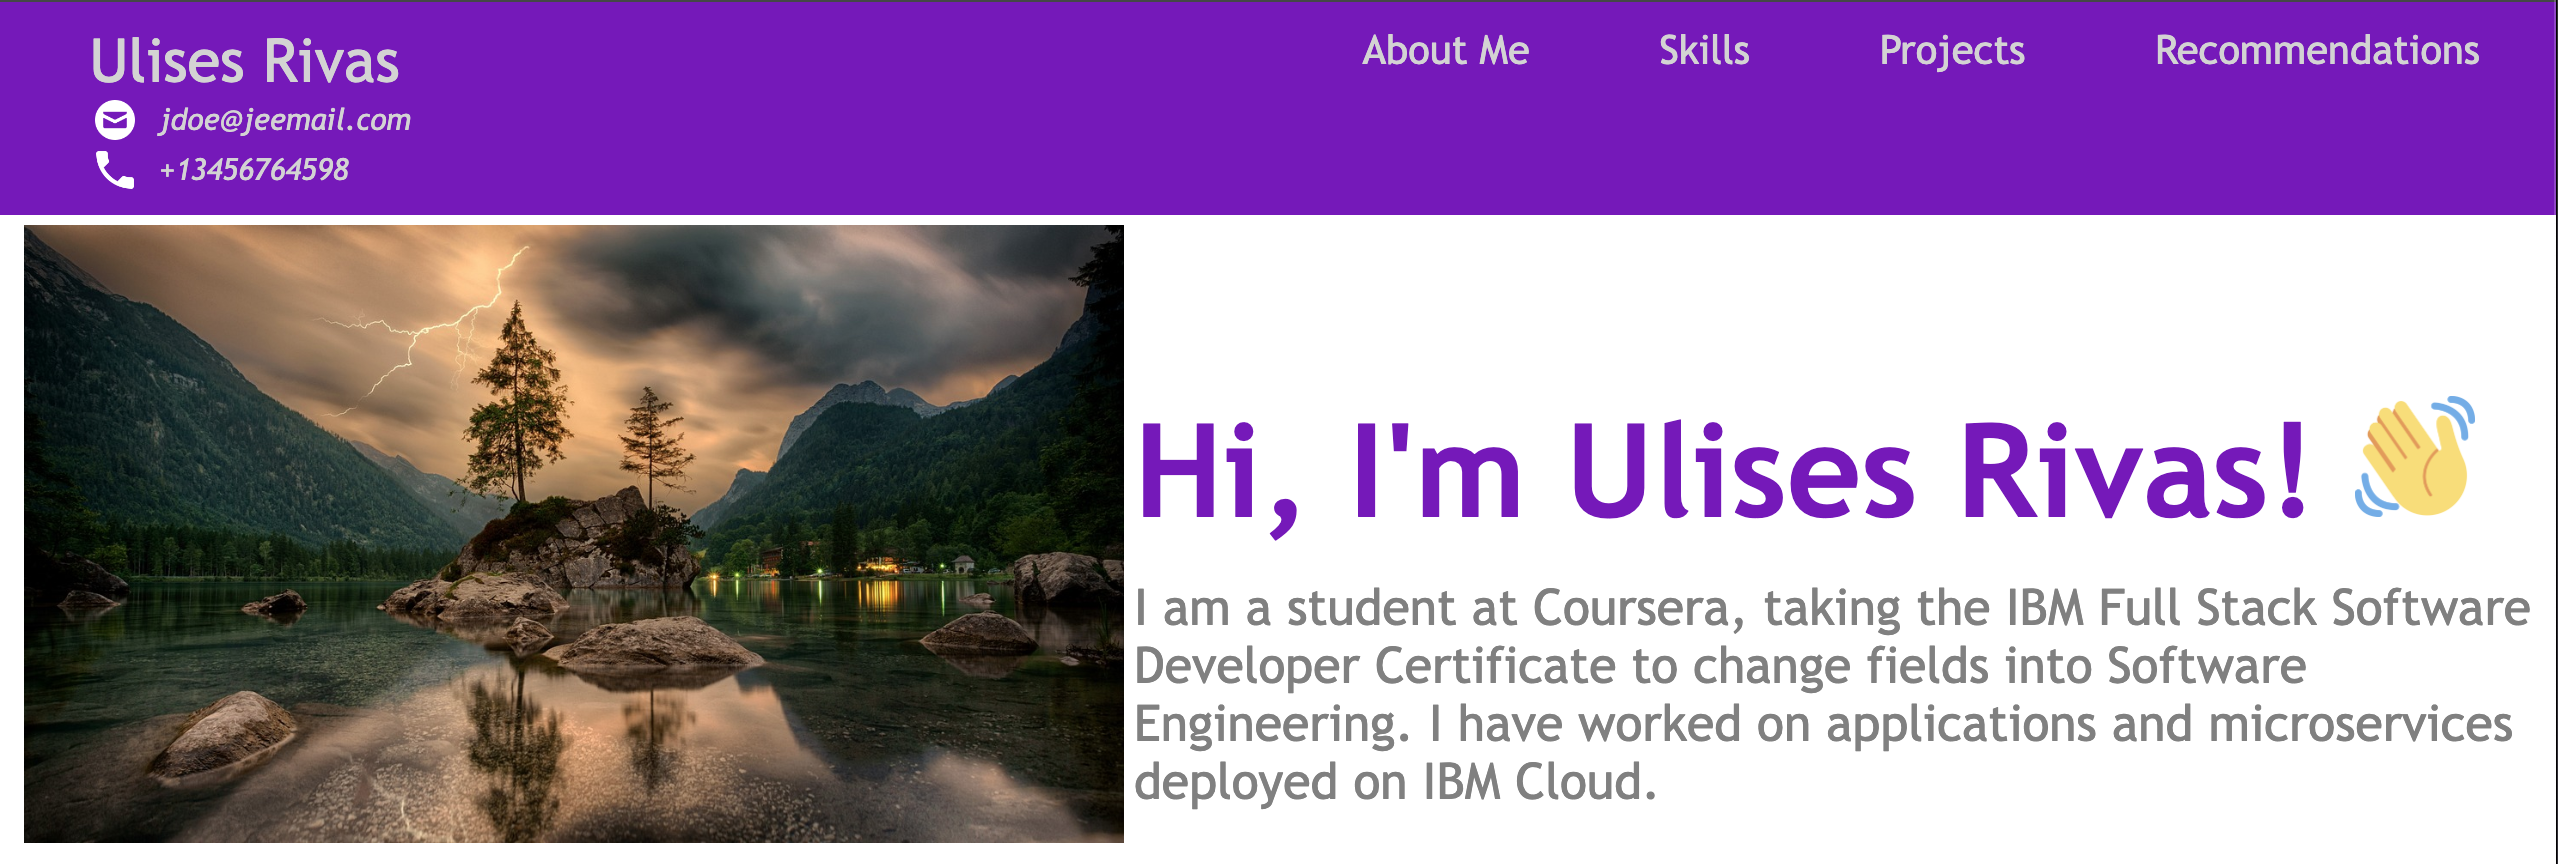 Ulises Rivas
jdoe@jeemail.com
+13456764598
About Me
Skills
Projects
Recommendations
Hi, I'm Ulises Rivas! 👋
I am a student at Coursera, taking the IBM Full Stack Software
Developer Certificate to change fields into Software
Engineering. I have worked on applications and microservices
deployed on IBM Cloud.